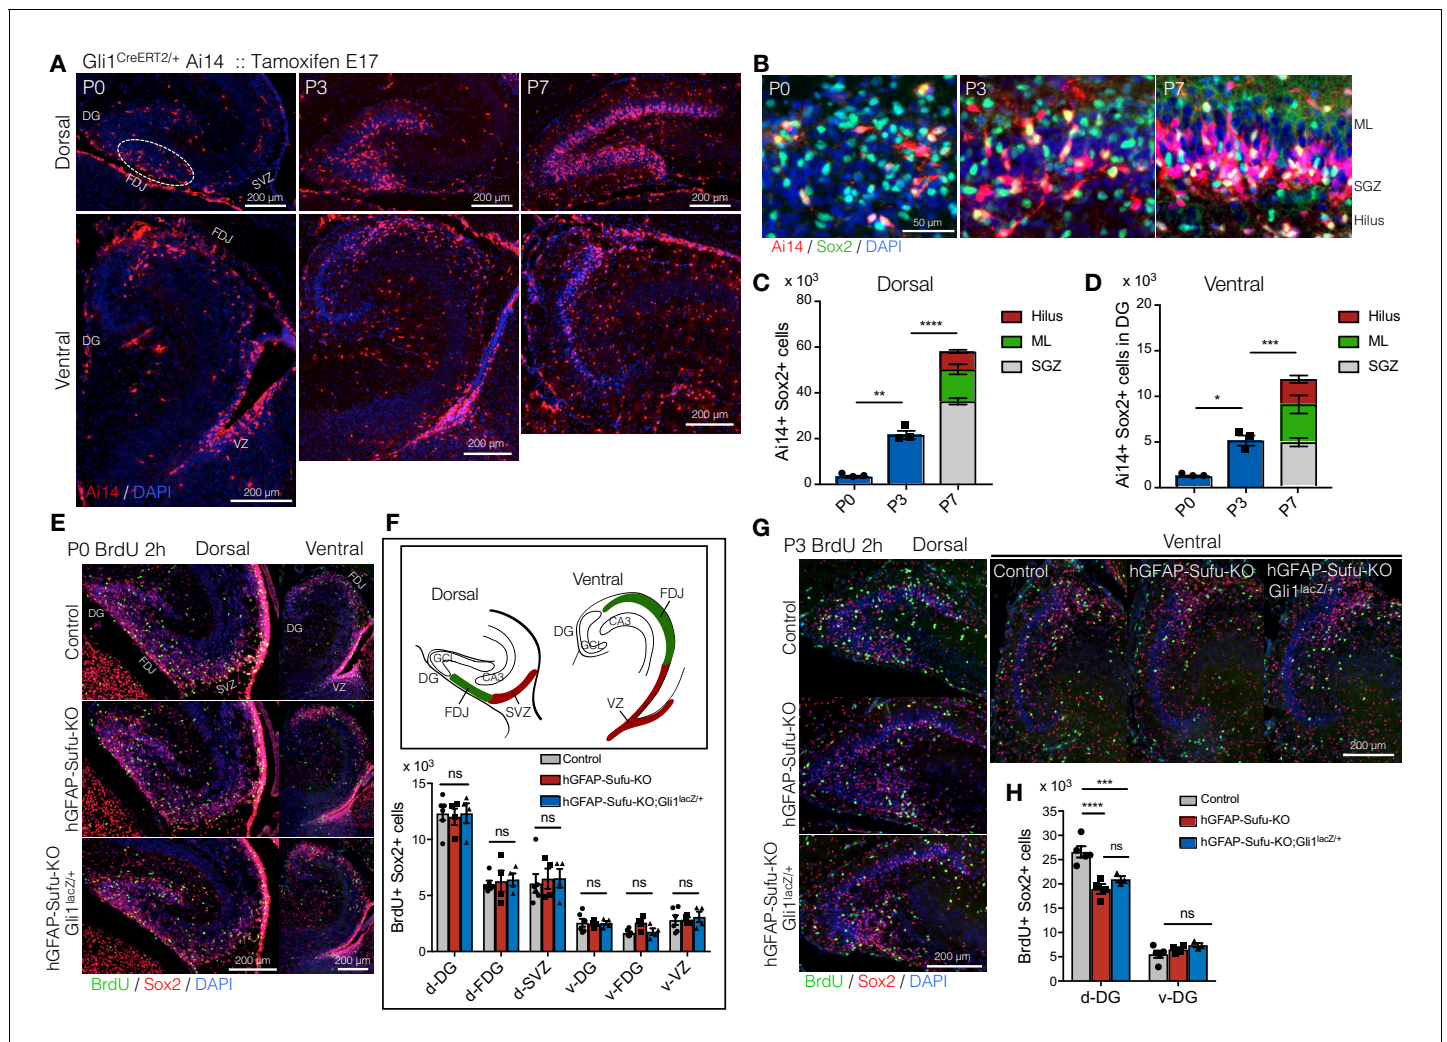 A
Gli1CreERT2/+ Ai14 :: Tamoxifen E17
Dorsal
Ventral
P0
DG
FDJ
SVZ
200 µm
P3
200 µm
P7
200 µm
FDJ
DG
VZ
Ai14 / DAPI
200 µm
200 µm
200 µm
B
P0
P3
P7
50 µm
ML
SGZ
Hilus
Ai14 / Sox2 / DAPI
C
x 10³
Dorsal
Ai14+ Sox2+ cells
80
60
40
20
0
**
****
P0
P3
P7
Hilus
ML
SGZ
D
x 10³
Ventral
Ai14+ Sox2+ cells in DG
20
15
10
5
0
*
***
P0
P3
P7
Hilus
ML
SGZ
E
P0 BrdU 2h Dorsal Ventral
Control
DG
FDJ
SVZ
FDJ
DG
VZ
hGFAP-Sufu-KO
hGFAP-Sufu-KO
Gli1lacZ/+
200 µm
200 µm
BrdU / Sox2 / DAPI
F
Dorsal
GCL
DG
CA3
FDJ
SVZ
Ventral
FDJ
DG
CA3
GCL
VZ
Control
hGFAP-Sufu-KO
hGFAP-Sufu-KO;Gli1lacZ/+
x 10³
BrdU+ Sox2+ cells
15
10
5
0
ns
ns
ns
ns
ns
ns
d-DG
d-FDG
d-SVZ
v-DG
v-FDG
v-VZ
G
P3 BrdU 2h Dorsal
Ventral
Control
hGFAP-Sufu-KO
hGFAP-Sufu-KO
Gli1lacZ/+
200 µm
Control
hGFAP-Sufu-KO
hGFAP-Sufu-KO
Gli1lacZ/+
200 µm
BrdU / Sox2 / DAPI
H
x 10³
BrdU+ Sox2+ cells
35
30
25
20
15
10
5
0
***
****
ns
ns
d-DG
v-DG
Control
hGFAP-Sufu-KO
hGFAP-Sufu-KO;Gli1lacZ/+